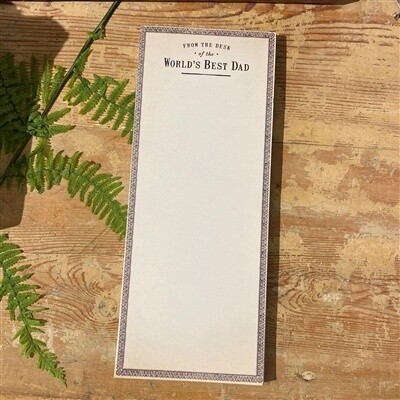 FROM THE DESK
• of the •
WORLD'S BEST DAD